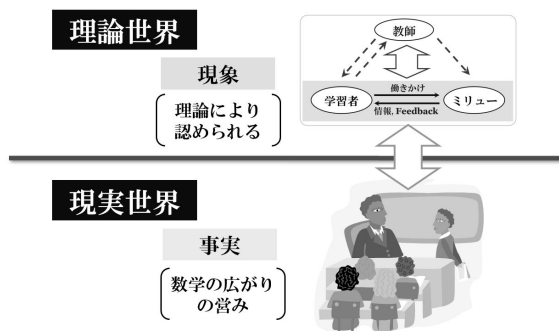 理論世界
現象
理論により
認められる
教師
働きかけ
学習者
ミリュー
情報, Feedback
現実世界
事実
数学の広がり
の営み